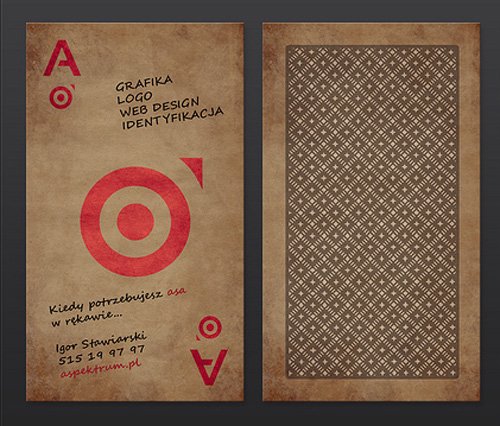 A
GRAFIKA
LOGO
WEB DESIGN
IDENTYFIKACJA
Kiedy potrzebujesz asa
w rękawie...
Igor Stawiarski
515 19 97 97
aspektrum.pl
A